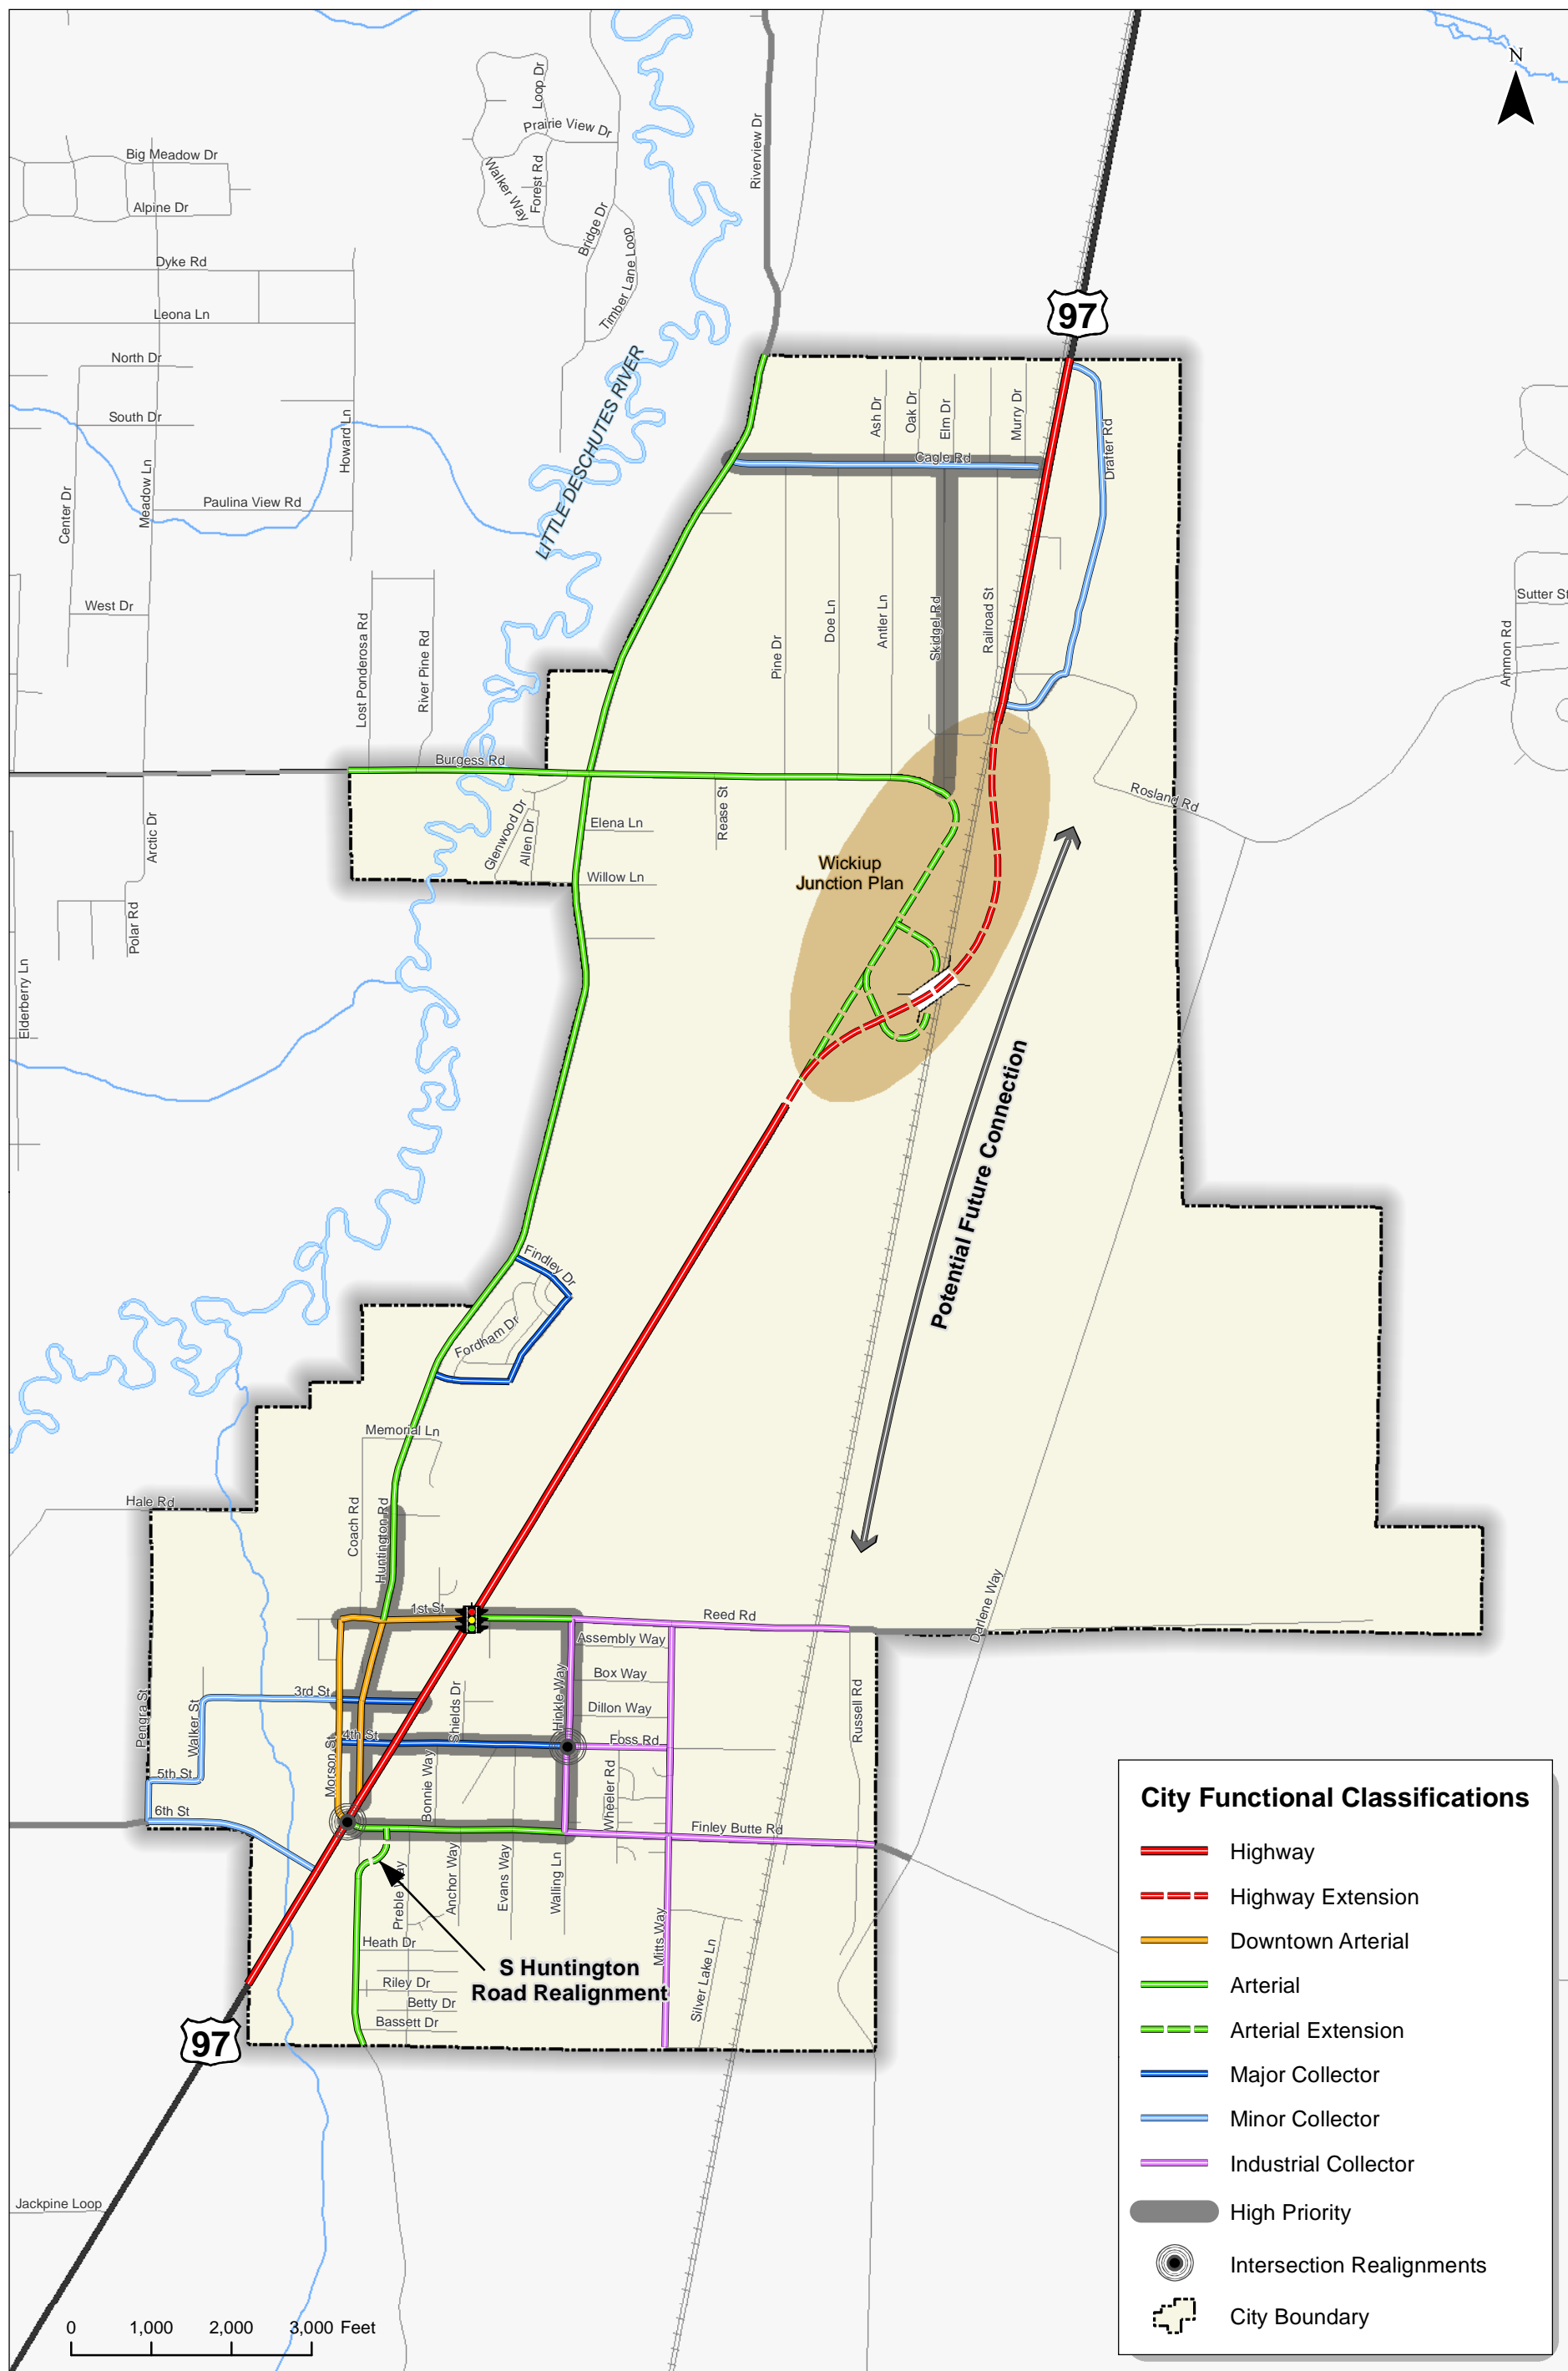 N
Loop Dr
Prairie View Dr
Walker Way
Forest Rd
Bridge Dr
Timber Lane Loop
Riverview Dr
Big Meadow Dr
Alpine Dr
Dyke Rd
Leona Ln
North Dr
South Dr
Howard Ln
Center Dr
Meadow Ln
Paulina View Rd
West Dr
LITTLE DESCHUTES RIVER
97
Ash Dr
Oak Dr
Elm Dr
Murry Dr
Cagle Rd
Drafter Rd
Lost Ponderosa Rd
River Pine Rd
Pine Dr
Doe Ln
Antler Ln
Skidgel Rd
Railroad St
Sutter St
Ammon Rd
Burgess Rd
Rosland Rd
Arctic Dr
Polar Rd
Elderberry Ln
Glenwood Dr
Allen Dr
Elena Ln
Rease St
Willow Ln
Wickiup
Junction Plan
Potential Future Connection
Findley Dr
Fordham Dr
Memorial Ln
Hale Rd
Coach Rd
Huntington Rd
1st St
Reed Rd
Darlene Way
Assembly Way
Box Way
Dillon Way
Hinkle Way
Shields Dr
Russell Rd
Pengra St
Walker St
3rd St
4th St
Foss Rd
Morson St
5th St
6th St
Bonnie Way
Wheeler Rd
Finley Butte Rd
Preble Way
Anchor Way
Evans Way
Walling Ln
Mitts Way
Silver Lake Ln
Heath Dr
Riley Dr
Betty Dr
Bassett Dr
S Huntington
Road Realignment
97
Jackpine Loop
0 1,000 2,000 3,000 Feet
City Functional Classifications
Highway
Highway Extension
Downtown Arterial
Arterial
Arterial Extension
Major Collector
Minor Collector
Industrial Collector
High Priority
Intersection Realignments
City Boundary